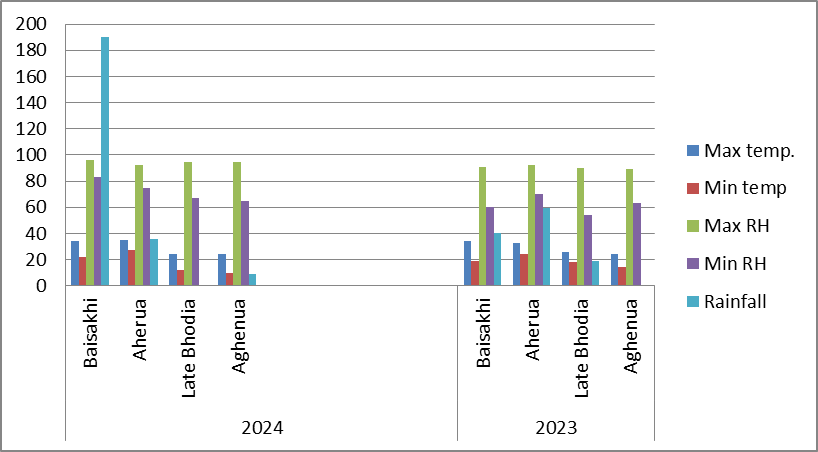 200
180
160
140
120
100
80
60
40
20
0
Max temp.
Min temp
Max RH
Min RH
Rainfall
Baisakhi
Aherua
Late Bhodia
Aghenua
Baisakhi
Aherua
Late Bhodia
Aghenua
2024
2023